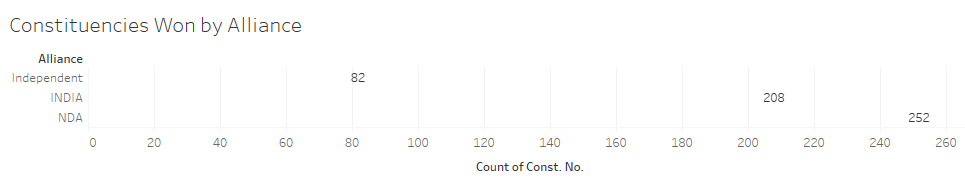 Constituencies Won by Alliance
Alliance
Independent 82
INDIA 208
NDA 252
0 20 40 60 80 100 120 140 160 180 200 220 240 260
Count of Const. No.